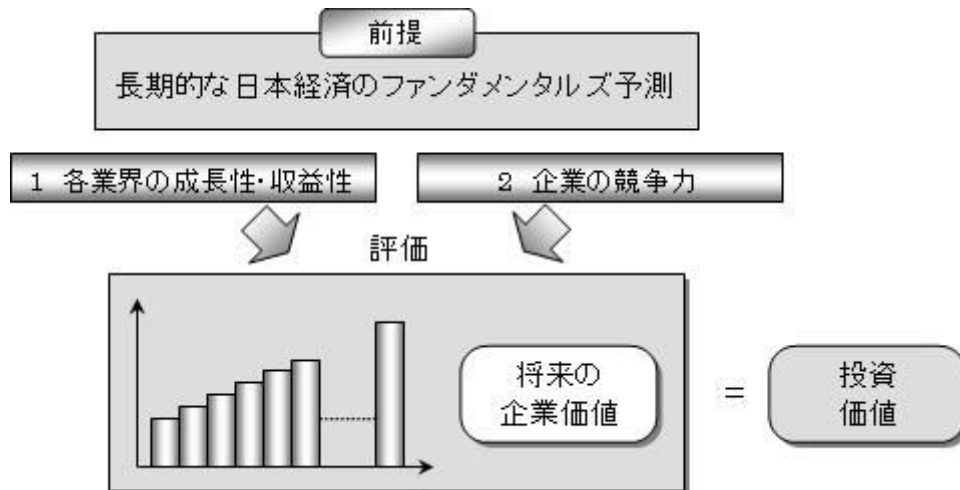 前提
長期的な日本経済のファンダメンタルズ予測
1 各業界の成長性・収益性
2 企業の競争力
評価
将来の
企業価値
=
投資
価値